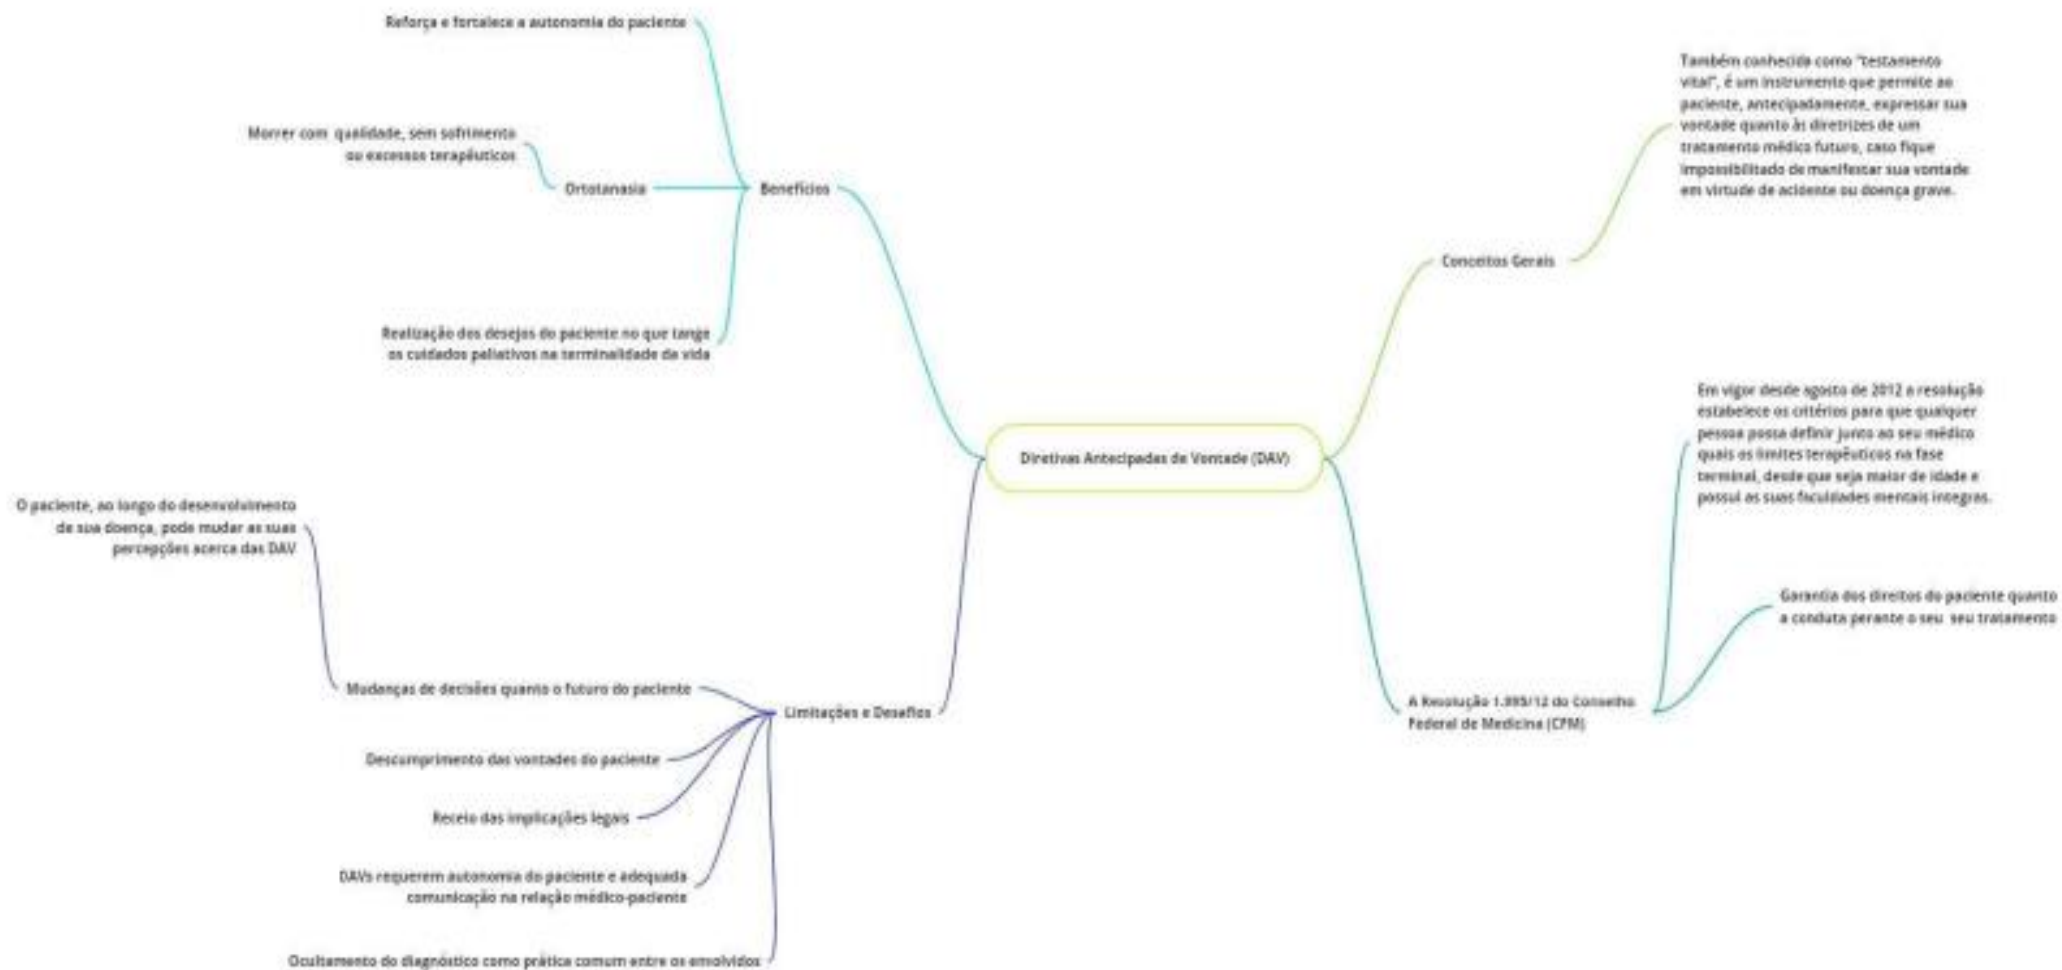 Reforça e fortalece a autonomia do paciente
Morrer com qualidade, sem sofrimento
ou excessos terapêuticos
Ortotanasia
Benefícios
Realização dos desejos do paciente no que tange
os cuidados paliativos na terminalidade da vida
Também conhecido como "testamento
vital", é um instrumento que permite ao
paciente, antecipadamente, expressar sua
vontade quanto às diretrizes de um
tratamento médico futuro, caso fique
impossibilitado de manifestar sua vontade
em virtude de acidente ou doença grave.
Conceitos Gerais
Diretivas Antecipadas de Vontade (DAV)
Em vigor desde agosto de 2012 a resolução
estabelece os critérios para que qualquer
pessoa possa definir junto ao seu médico
quais os limites terapêuticos na fase
terminal, desde que seja maior de idade e
possui as suas faculdades mentais integras.
Garantia dos direitos do paciente quanto
a conduta perante o seu seu tratamento
A Resolução 1.995/12 do Conselho
Federal de Medicina (CFM)
O paciente, ao longo do desenvolvimento
de sua doença, pode mudar as suas
percepções acerca das DAV
Mudanças de decisões quanto o futuro do paciente
Limitações e Desafios
Descumprimento das vontades do paciente
Receio das implicações legais
DAVs requerem autonomia do paciente e adequada
comunicação na relação médico-paciente
Ocultamento do diagnóstico como prática comum entre os envolvidos